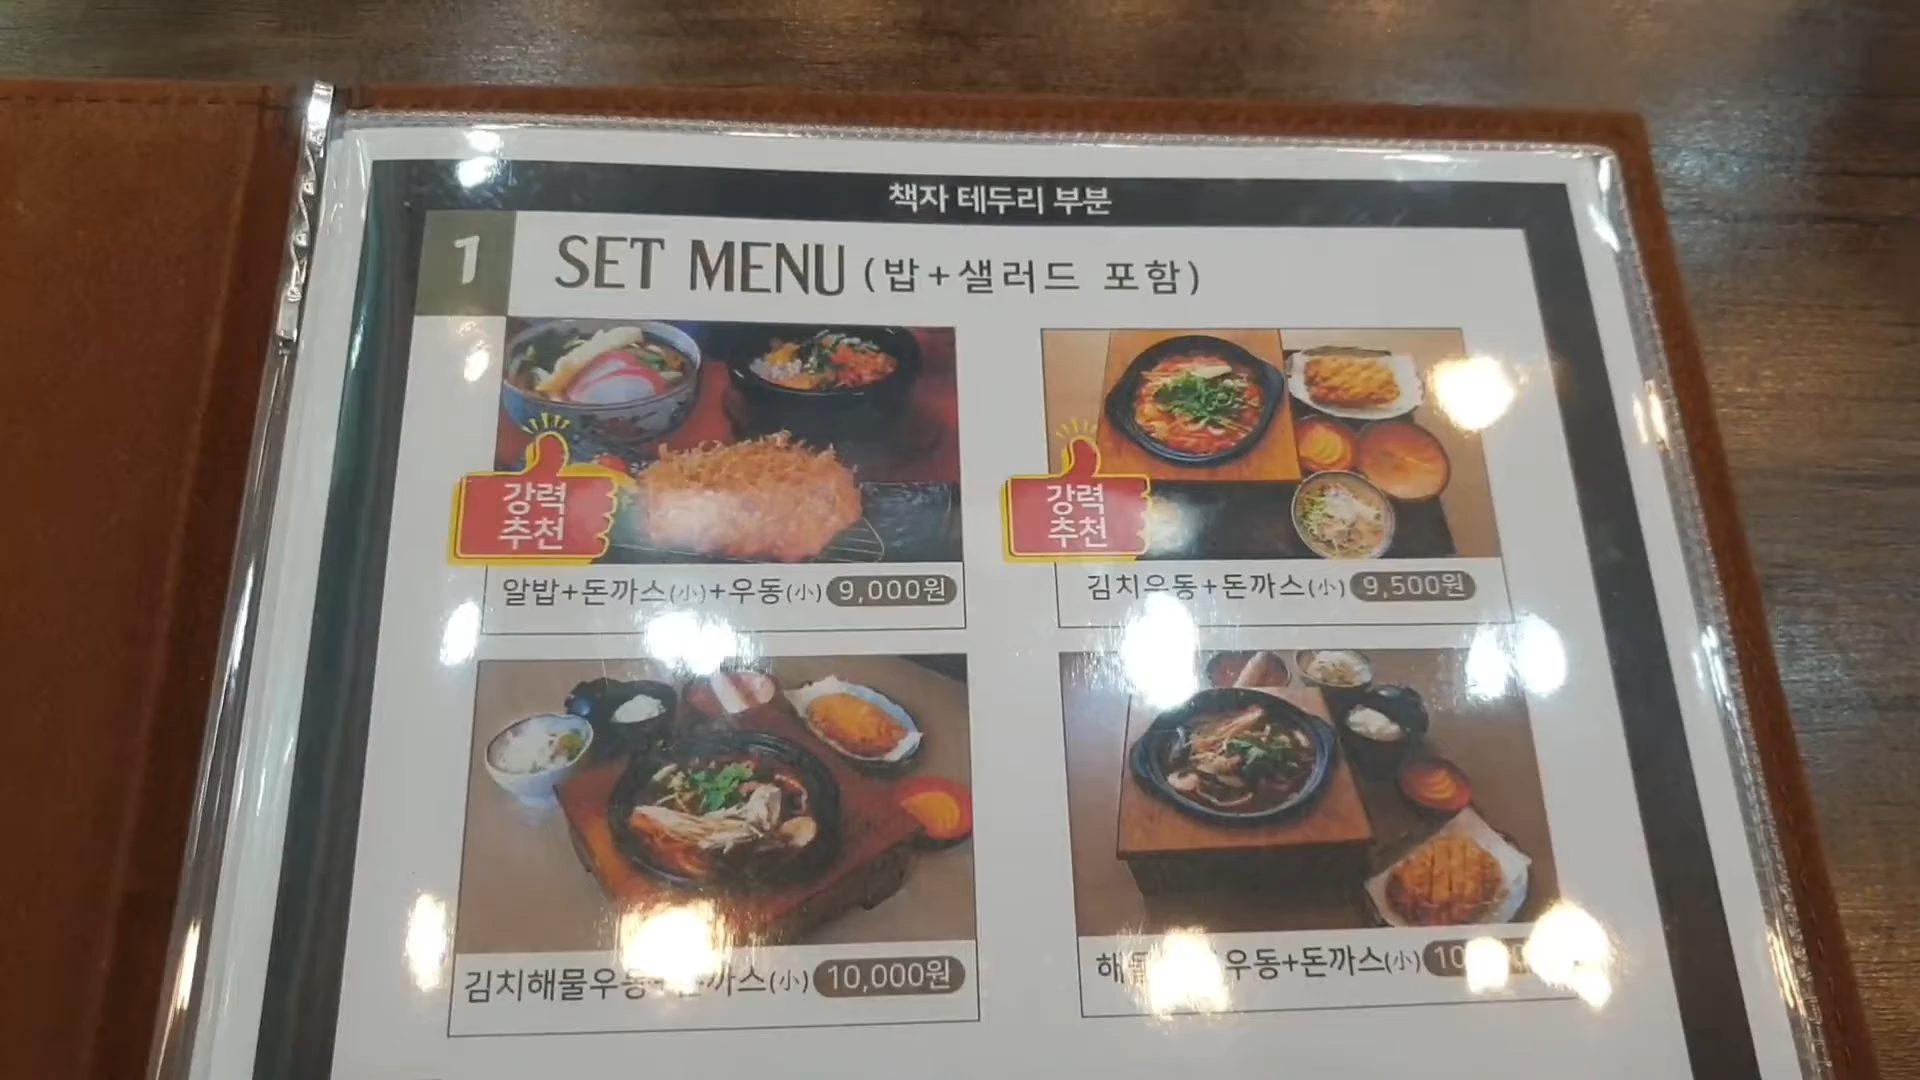 책자 테두리 부분
1
SET MENU (밥+샐러드 포함)
강력
추천
알밥+돈까스(小)+우동(小) 9,000원
강력
추천
김치우동+돈까스(小) 9,500원
김치해물우동+돈까스(小) 10,000원
우동+돈까스(小)